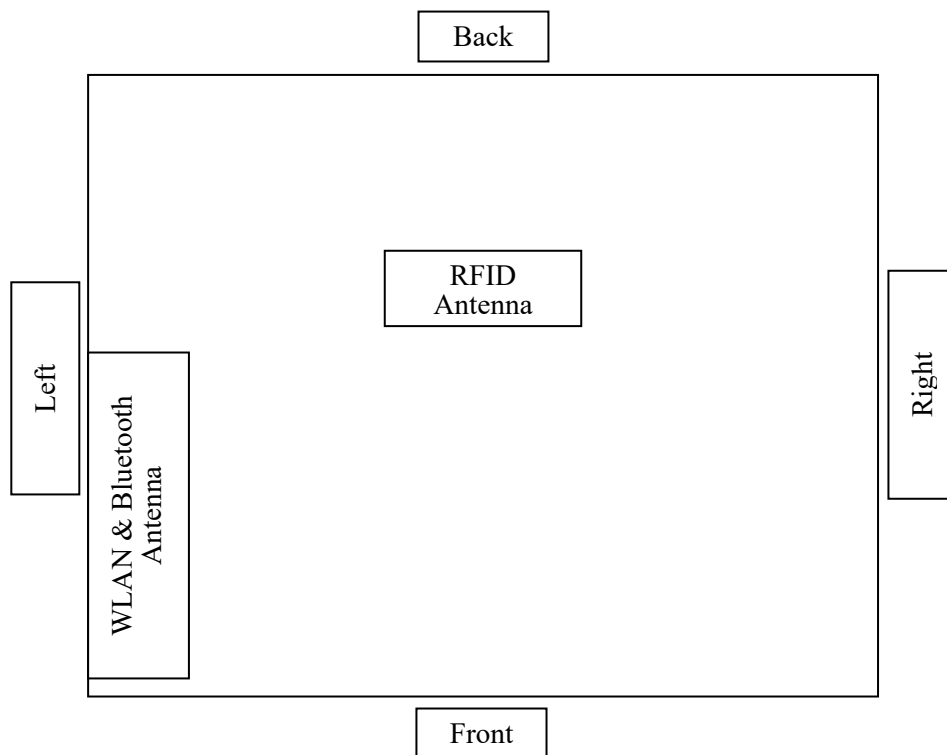 Back
RFID
Antenna
Left
WLAN & Bluetooth
Antenna
Right
Front